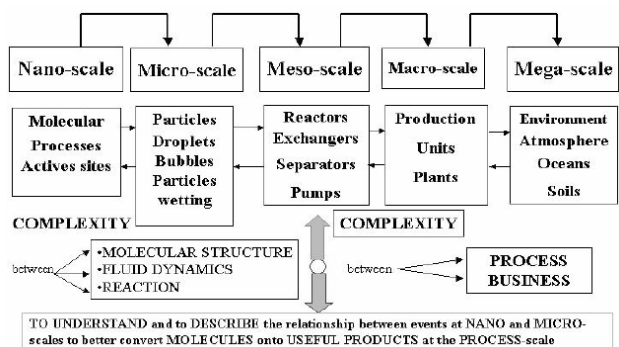 Nano-scale
Micro-scale
Meso-scale
Macro-scale
Mega-scale
Molecular
Processes
Actives sites
Particles
Droplets
Bubbles
Particles
wetting
Reactors
Exchangers
Separators
Pumps
Production
Units
Plants
Environment
Atmosphere
Oceans
Soils
COMPLEXITY
COMPLEXITY
between
•MOLECULAR STRUCTURE
•FLUID DYNAMICS
•REACTION
between
PROCESS
BUSINESS
TO UNDERSTAND and to DESCRIBE the relationship between events at NANO and MICRO-
scales to better convert MOLECULES onto USEFUL PRODUCTS at the PROCESS-scale